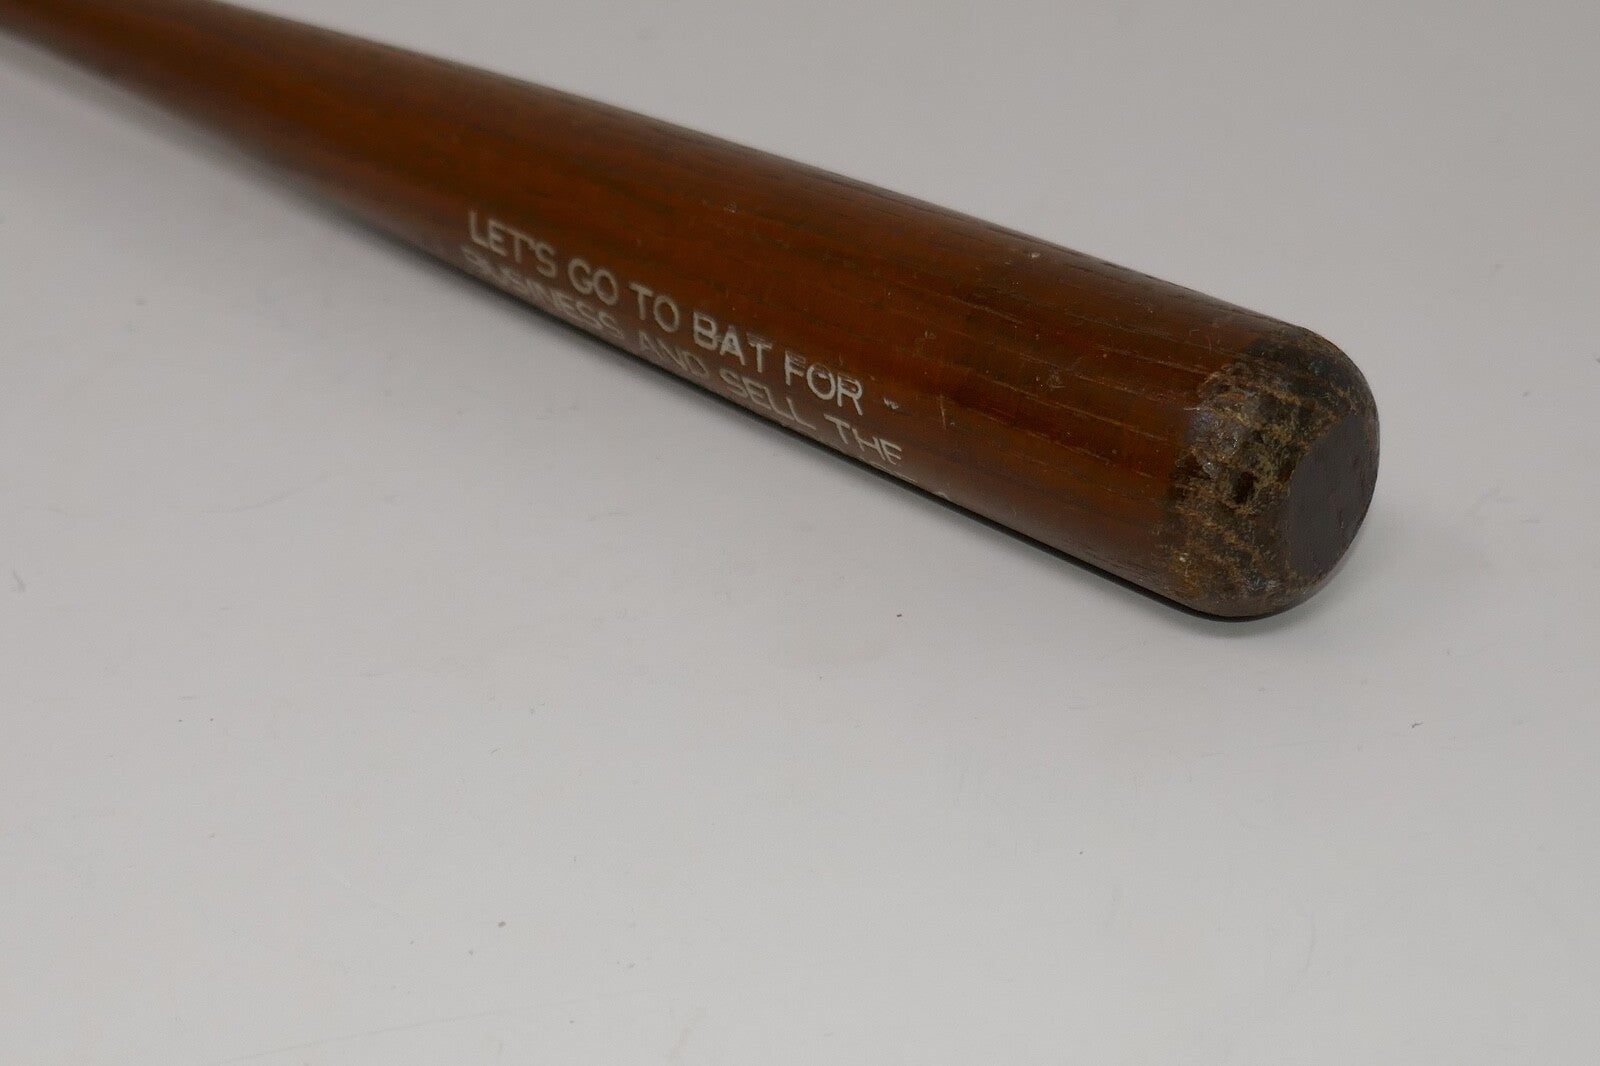 LET'S GO TO BAT FOR
BUSINESS AND SELL THE